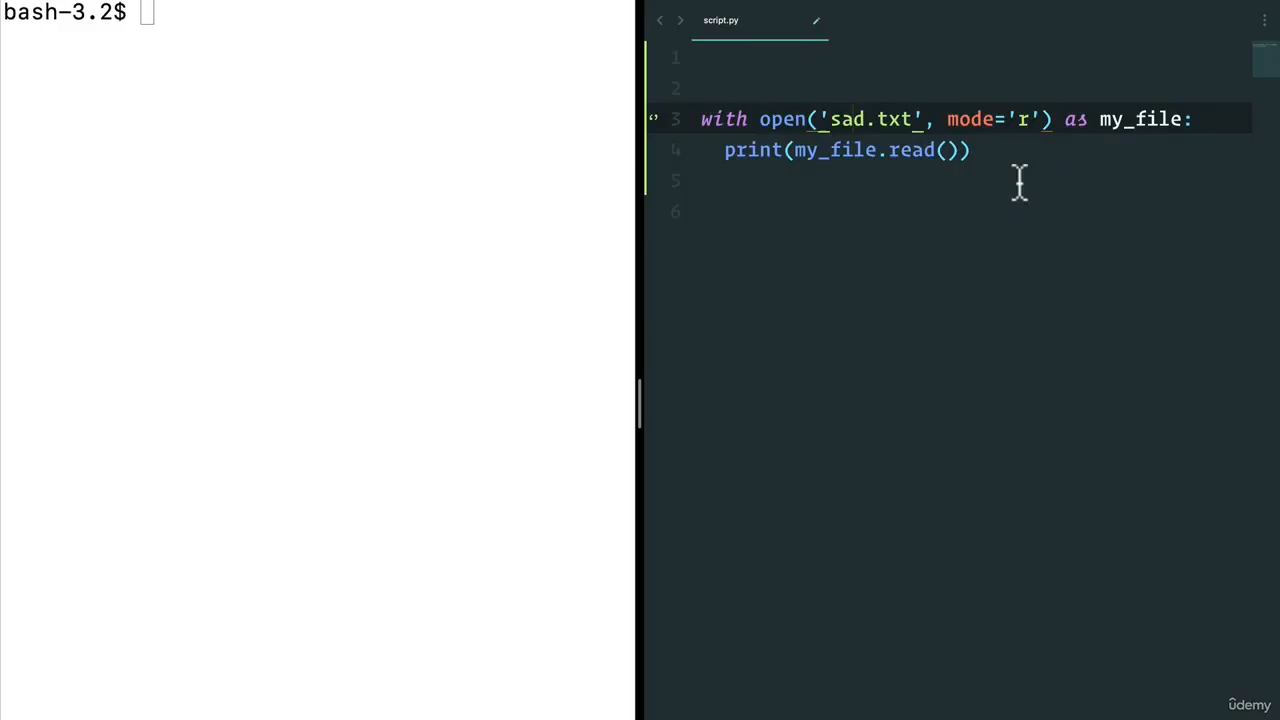 bash-3.2$
script.py
1
2
3 with open('sad.txt', mode='r') as my_file:
4 print(my_file.read())
5
6
ûdemy